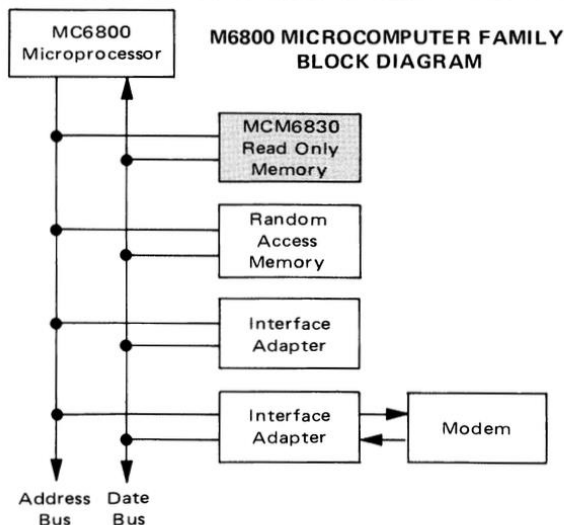 MC6800
Microprocessor
M6800 MICROCOMPUTER FAMILY
BLOCK DIAGRAM
MCM6830
Read Only
Memory
Random
Access
Memory
Interface
Adapter
Interface
Adapter
Modem
Address
Bus
Date
Bus